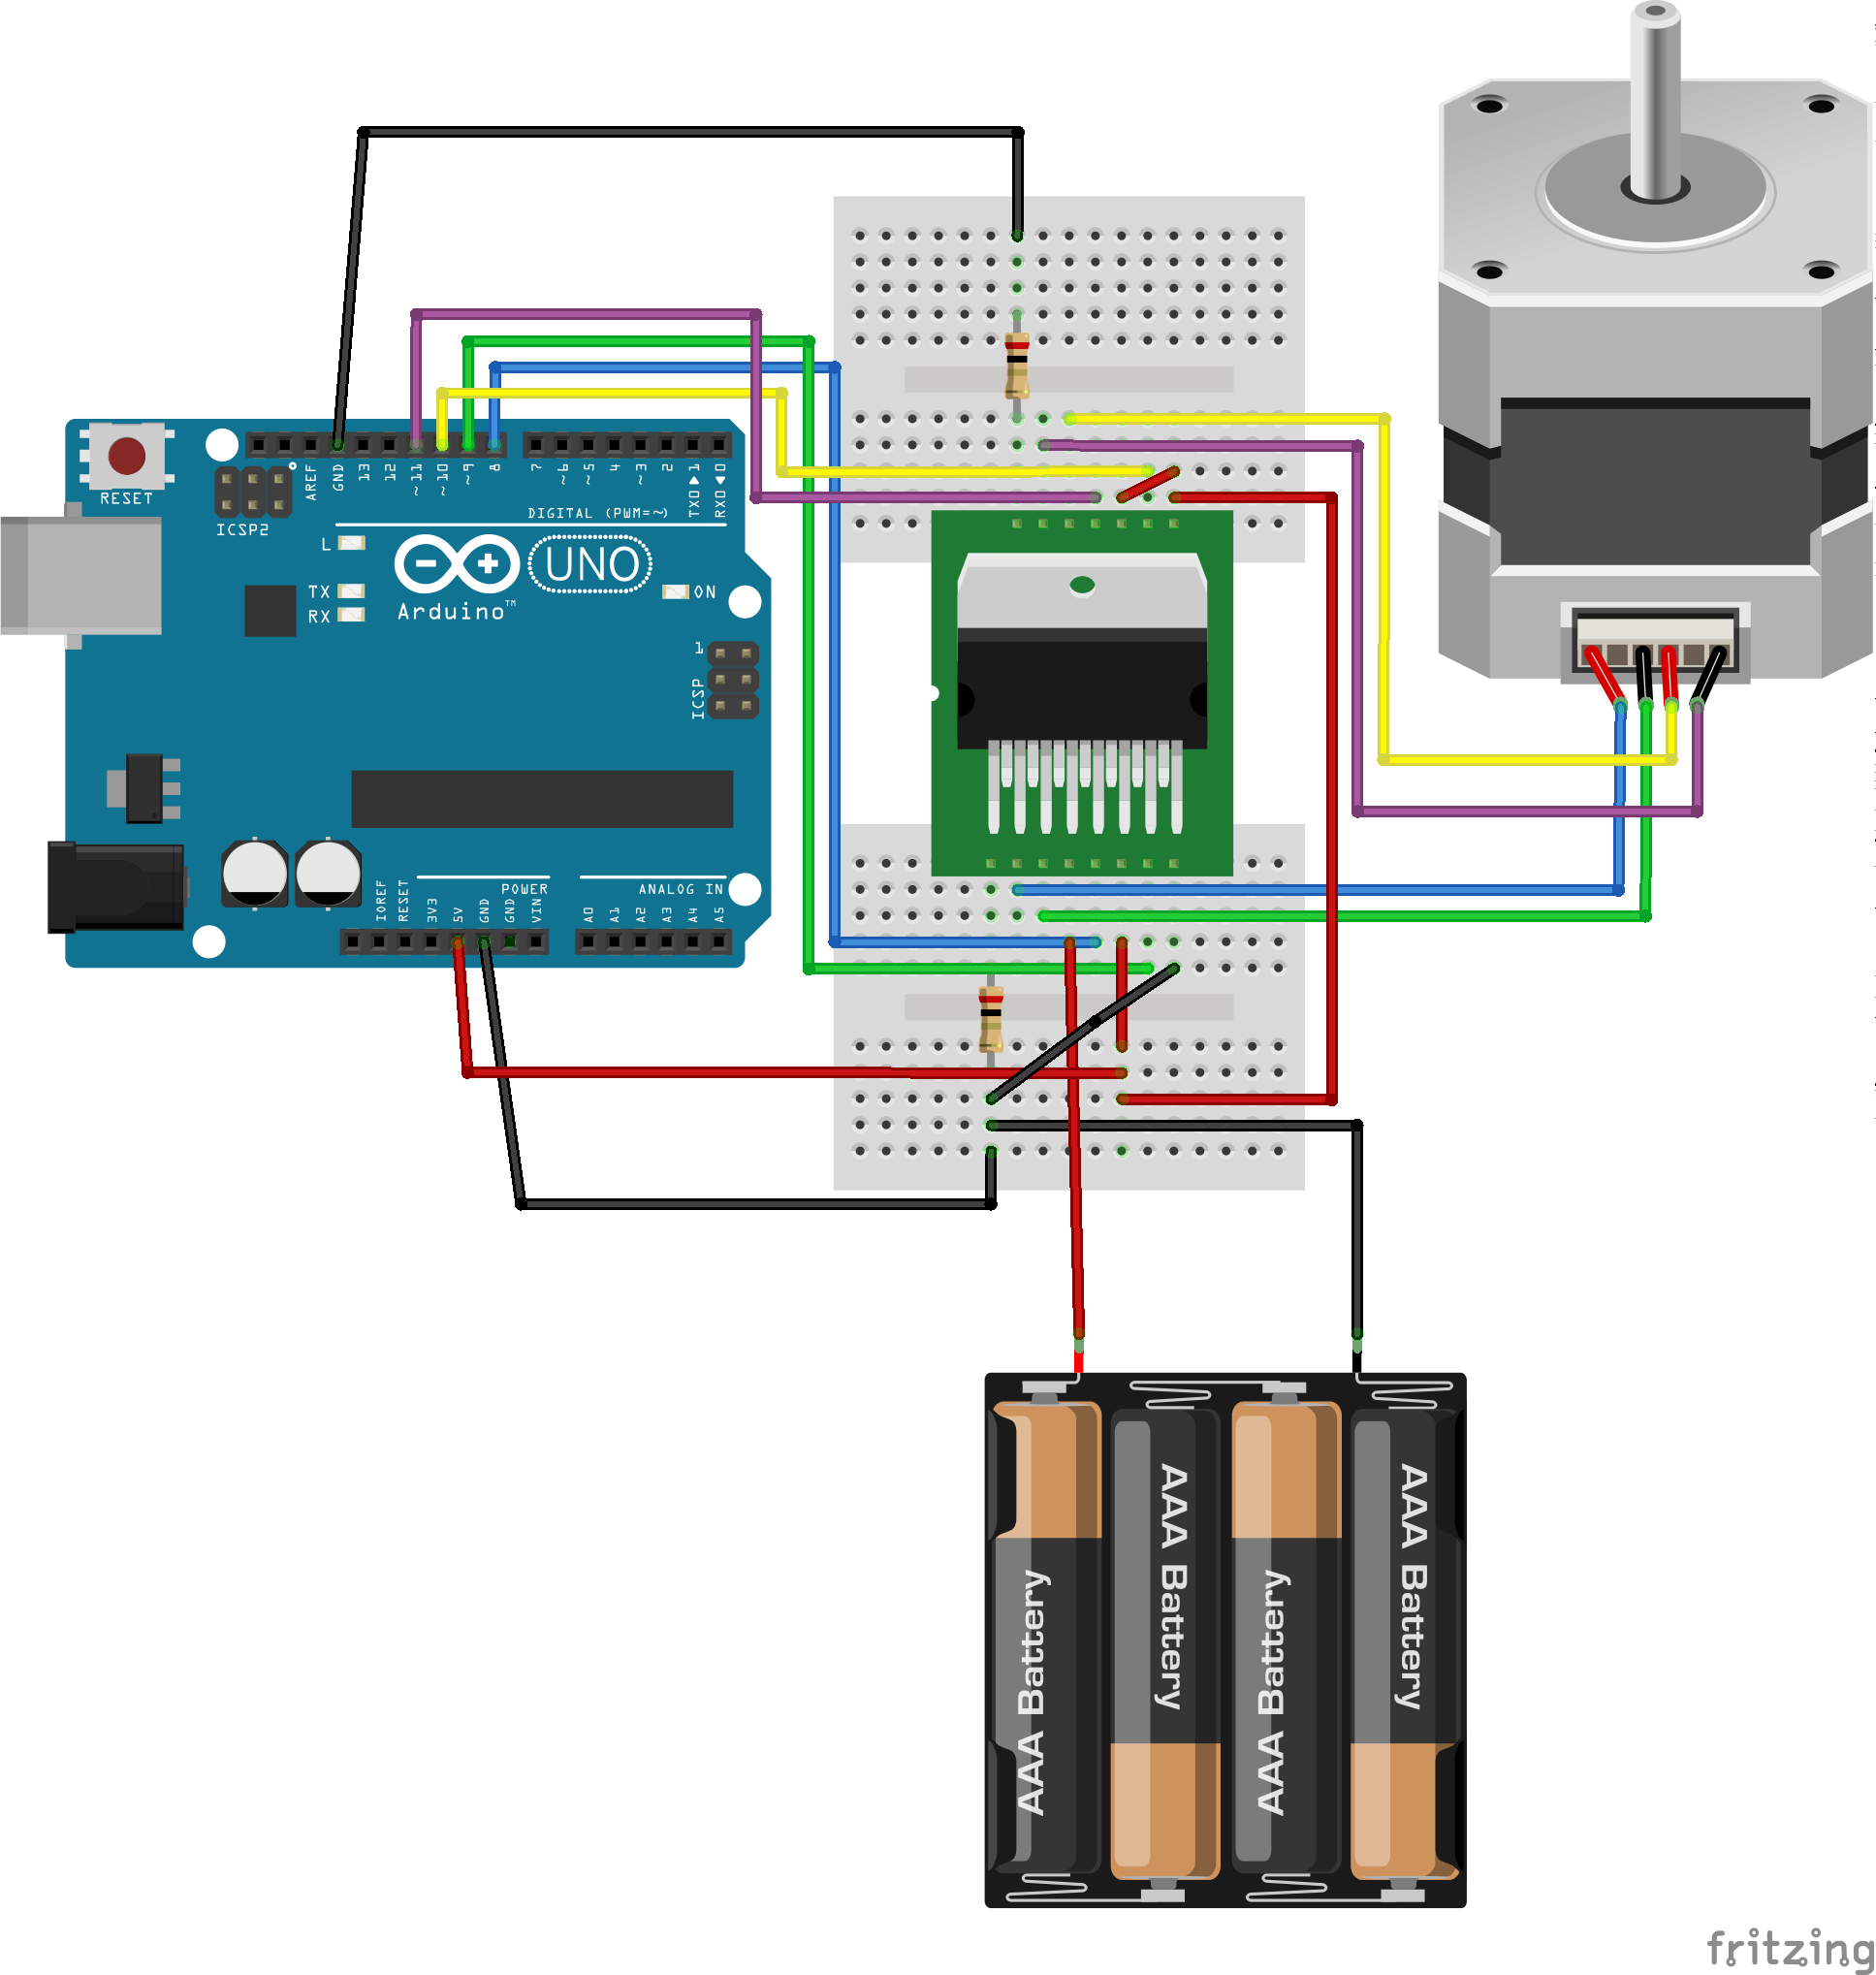 RESET
ICSP2
AREF
GND
13
12
~11
~10
~9
8
7
~6
~5
4
~3
2
TX0▶1
RX0◀0
DIGITAL (PWM=~)
L
TX
RX
UNO
Arduino™
ON
1
ICSP
POWER
ANALOG IN
IOREF
RESET
3V3
5V
GND
GND
VIN
A0
A1
A2
A3
A4
A5
AAA Battery
AAA Battery
AAA Battery
AAA Battery
fritzing